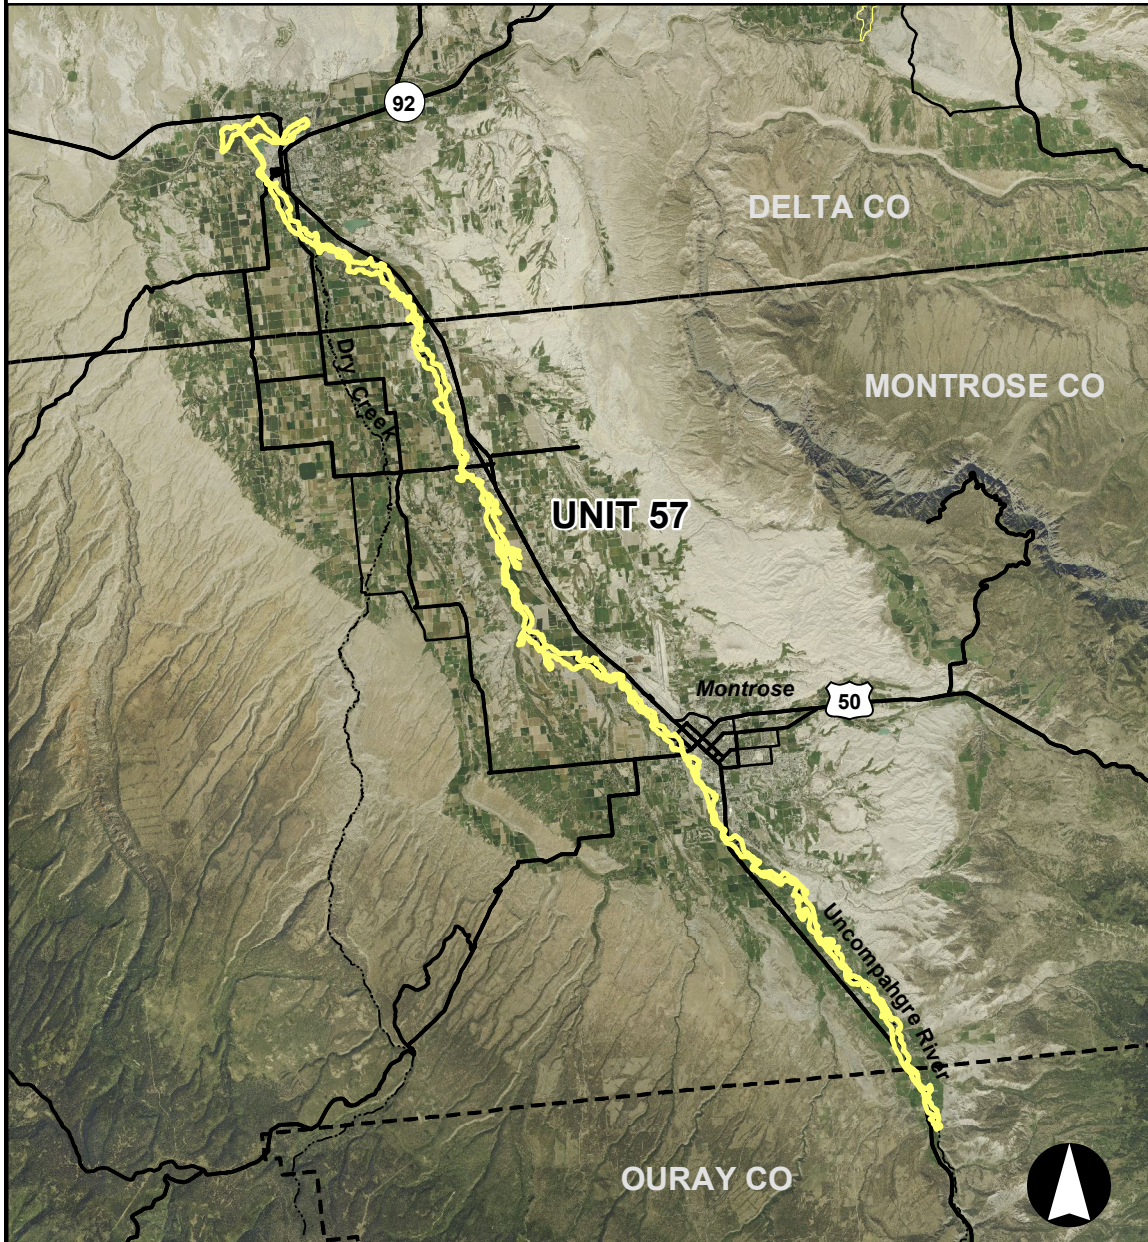 92
DELTA CO
Dry Creek
MONTROSE CO
UNIT 57
Montrose
50
Uncompahgre River
OURAY CO